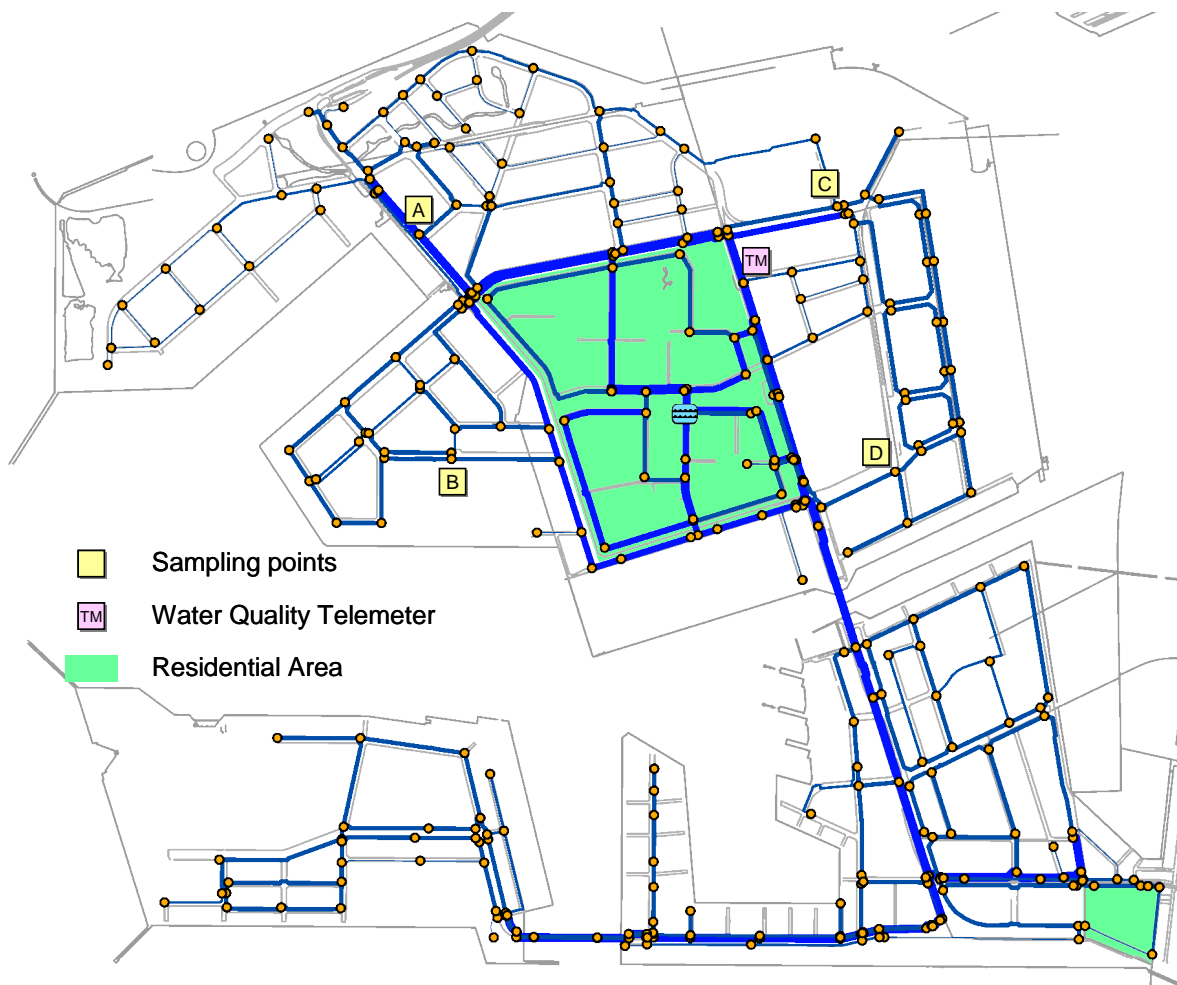 C
A
TM
D
B
Sampling points
TM Water Quality Telemeter
Residential Area